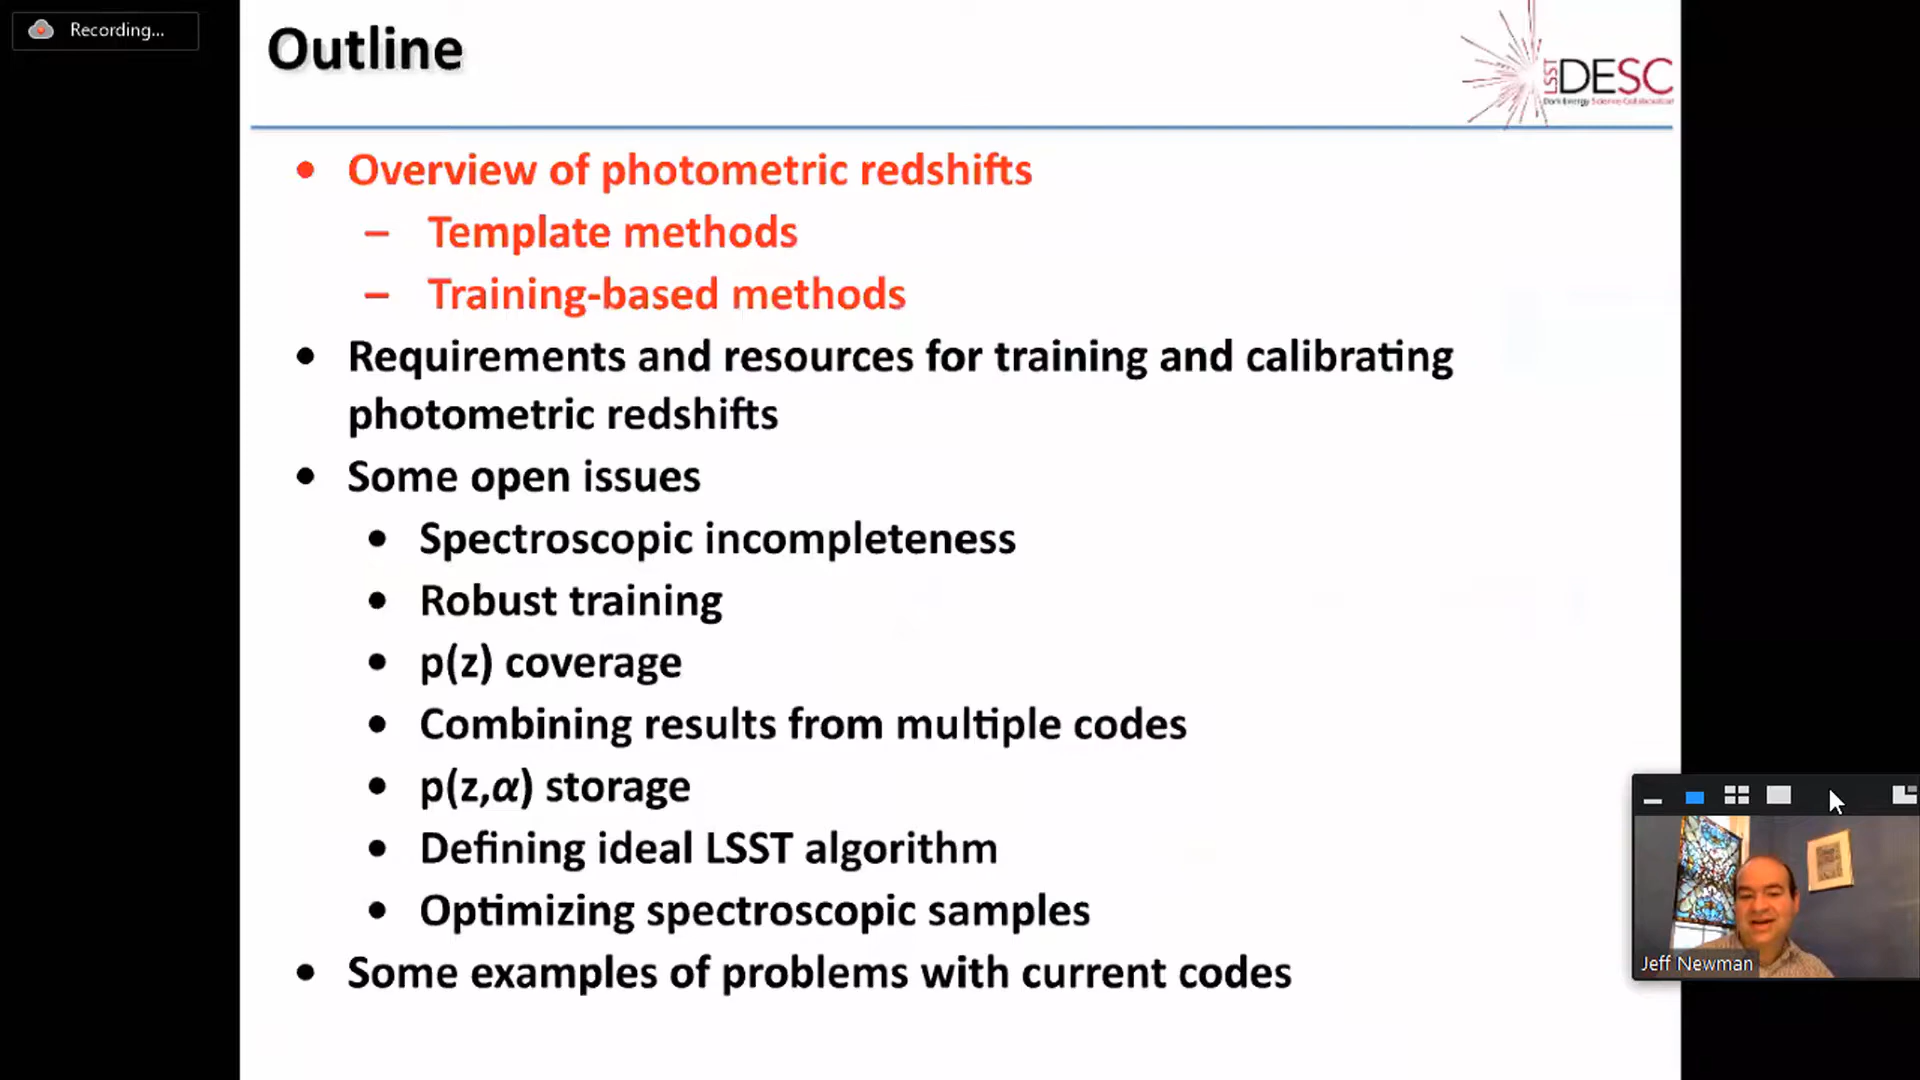 Recording...
Outline
LSST DESC
Dark Energy Science Collaboration
• Overview of photometric redshifts
– Template methods
– Training-based methods
• Requirements and resources for training and calibrating
photometric redshifts
• Some open issues
• Spectroscopic incompleteness
• Robust training
• p(z) coverage
• Combining results from multiple codes
• p(z,α) storage
• Defining ideal LSST algorithm
• Optimizing spectroscopic samples
• Some examples of problems with current codes
Jeff Newman